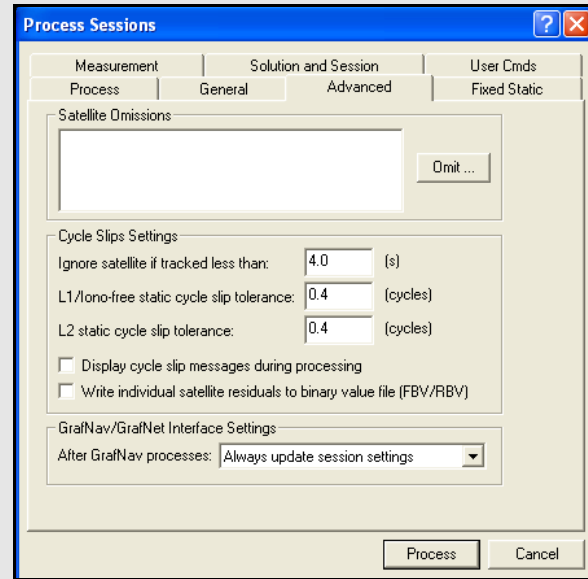 Process Sessions
Measurement Solution and Session User Cmds
Process General Advanced Fixed Static
Satellite Omissions
Omit ...
Cycle Slips Settings
Ignore satellite if tracked less than: 4.0 (s)
L1/Iono-free static cycle slip tolerance: 0.4 (cycles)
L2 static cycle slip tolerance: 0.4 (cycles)
Display cycle slip messages during processing
Write individual satellite residuals to binary value file (FBV/RBV)
GrafNav/GrafNet Interface Settings
After GrafNav processes: Always update session settings
Process Cancel